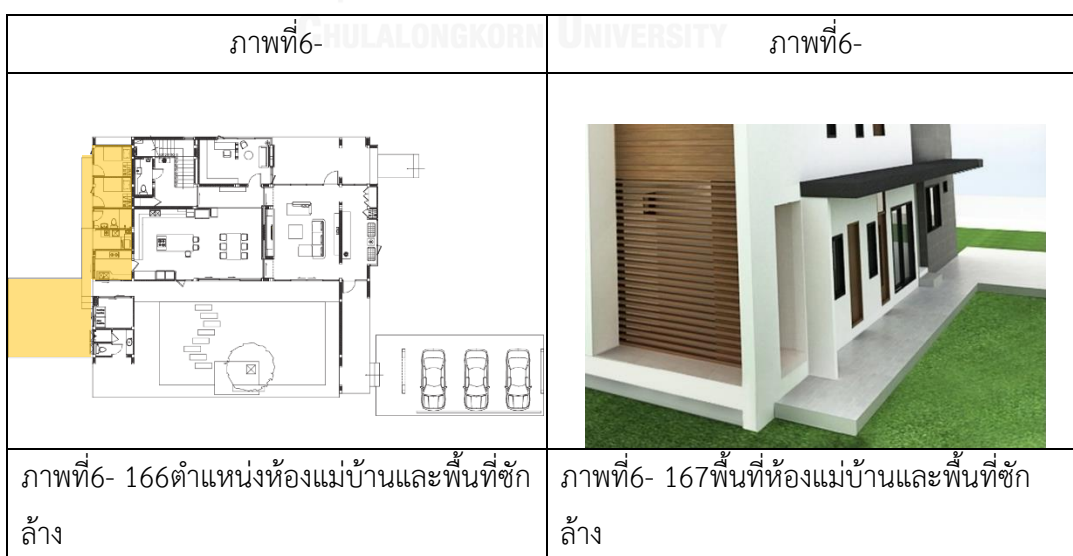 CHULALONGKORN UNIVERSITY
ภาพที่6-
ภาพที่6-
ภาพที่6- 166ตำแหน่งห้องแม่บ้านและพื้นที่ซัก
ล้าง
ภาพที่6- 167พื้นที่ห้องแม่บ้านและพื้นที่ซัก
ล้าง